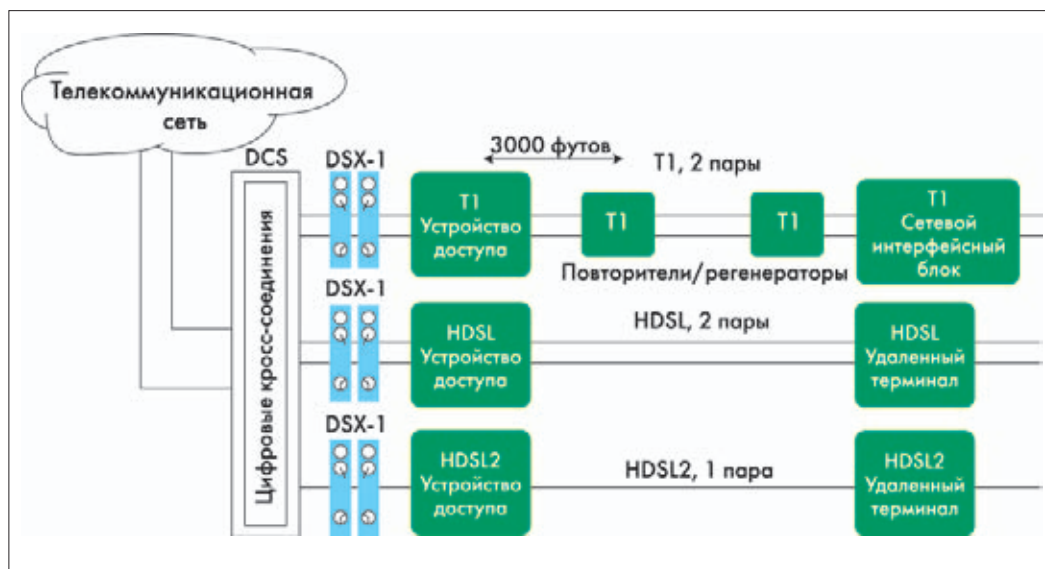 Телекоммуникационная
сеть
DCS
DSX-1
3000 футов
T1, 2 пары
Цифровые кросс-соединения
T1
Устройство
доступа
T1
T1
T1
Сетевой
интерфейсный
блок
Повторители/регенераторы
DSX-1
HDSL
Устройство
доступа
HDSL, 2 пары
HDSL
Удаленный
терминал
DSX-1
HDSL2
Устройство
доступа
HDSL2, 1 пара
HDSL2
Удаленный
терминал